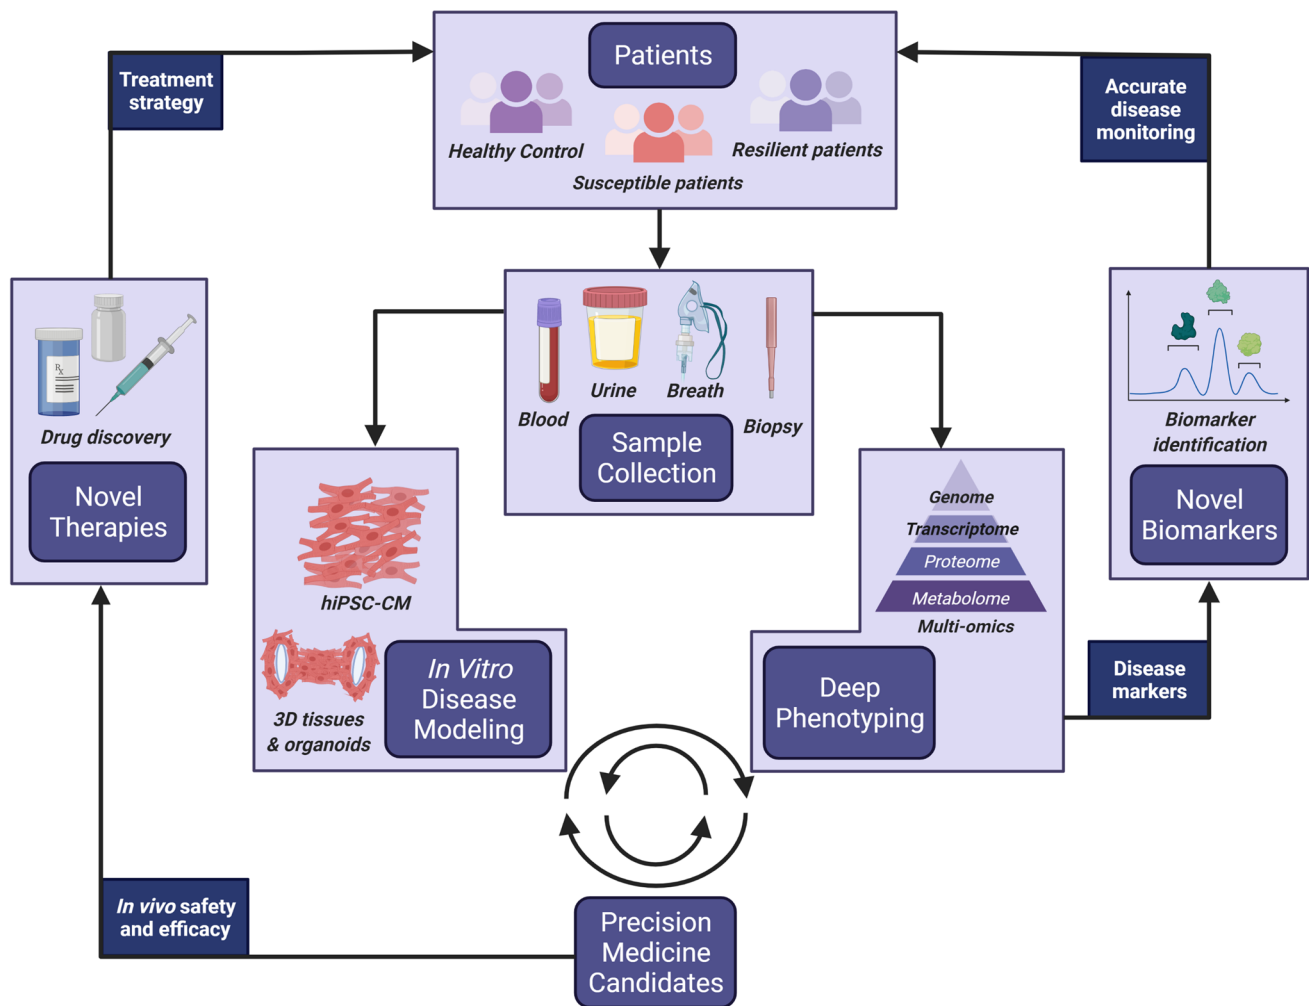 Patients
Healthy Control
Susceptible patients
Resilient patients
Treatment
strategy
Accurate
disease
monitoring
Blood
Urine
Breath
Biopsy
Sample
Collection
Rx
Drug discovery
Novel
Therapies
Biomarker
identification
Novel
Biomarkers
hiPSC-CM
3D tissues
& organoids
In Vitro
Disease
Modeling
Genome
Transcriptome
Proteome
Metabolome
Multi-omics
Deep
Phenotyping
Disease
markers
In vivo safety
and efficacy
Precision
Medicine
Candidates